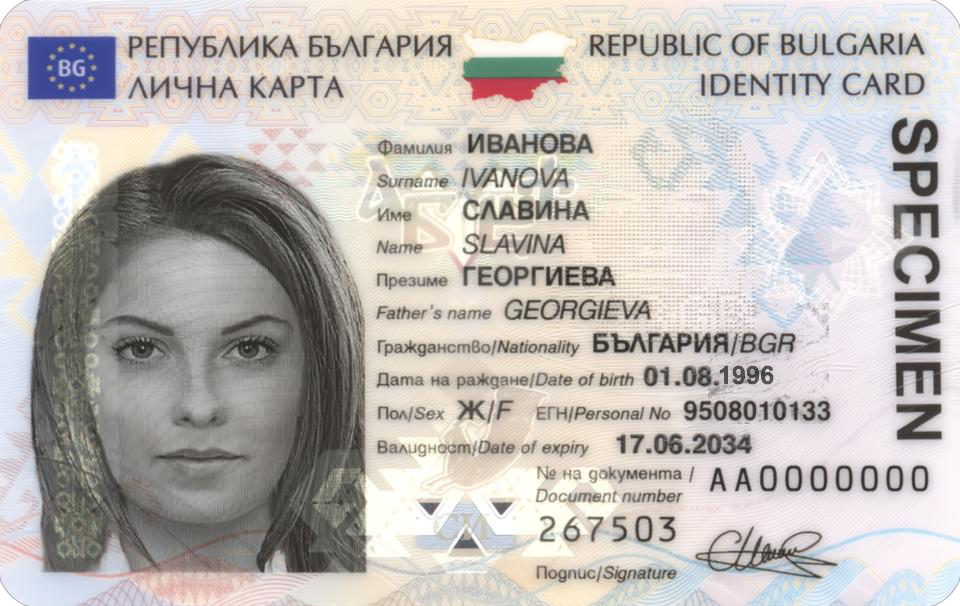 BG
РЕПУБЛИКА БЪЛГАРИЯ
ЛИЧНА КАРТА
REPUBLIC OF BULGARIA
IDENTITY CARD
Фамилия ИВАНОВА
Surname IVANOVA
Име СЛАВИНА
Name SLAVINA
Презиме ГЕОРГИЕВА
Father's name GEORGIEVA
Гражданство/Nationality БЪЛГАРИЯ/BGR
Дата на раждане/Date of birth 01.08.1996
Пол/Sex Ж/F ЕГН/Personal No 9508010133
Валидност/Date of expiry 17.06.2034
№ на документа / AA0000000
Document number
267503
Подпис/Signature
СИ
SPECIMEN